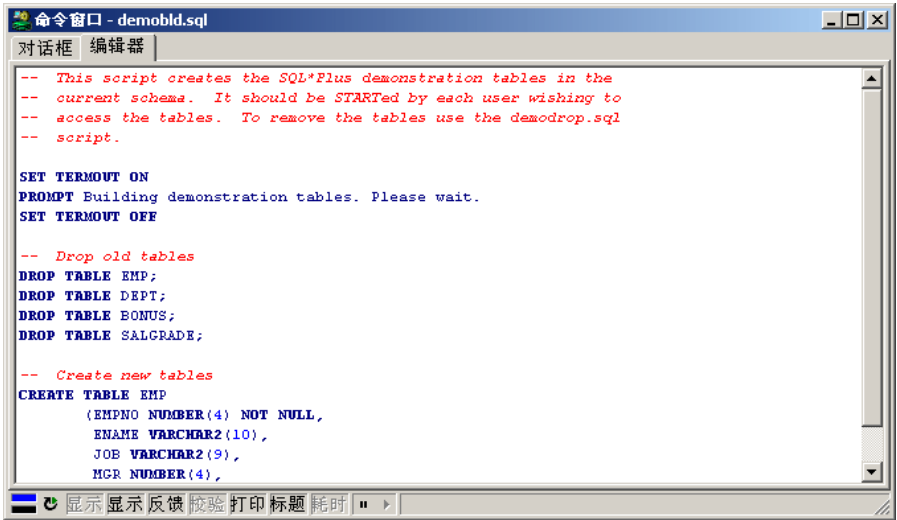 命令窗口 - demobld.sql
对话框 编辑器
-- This script creates the SQL*Plus demonstration tables in the
-- current schema. It should be STARTed by each user wishing to
-- access the tables. To remove the tables use the demodrop.sql
-- script.
SET TERMOUT ON
PROMPT Building demonstration tables. Please wait.
SET TERMOUT OFF
-- Drop old tables
DROP TABLE EMP;
DROP TABLE DEPT;
DROP TABLE BONUS;
DROP TABLE SALGRADE;
-- Create new tables
CREATE TABLE EMP
(EMPNO NUMBER(4) NOT NULL,
ENAME VARCHAR2(10),
JOB VARCHAR2(9),
MGR NUMBER(4),
显示 显示 反馈 校验 打印 标题 耗时